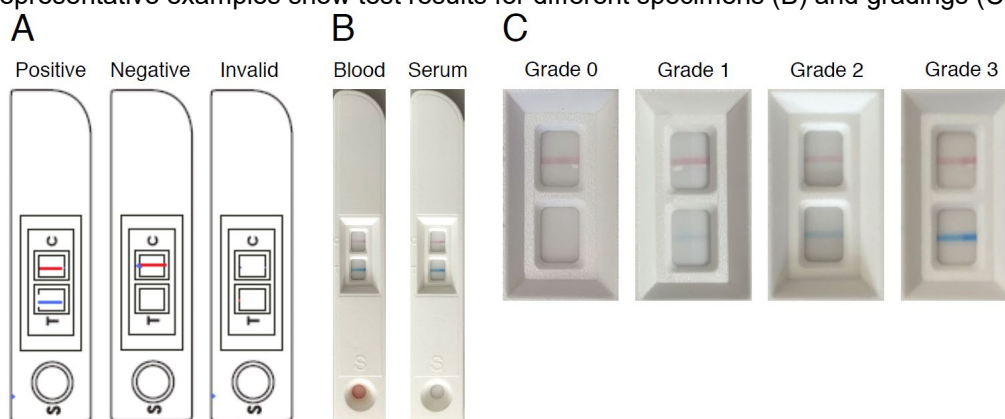 epresentative examples show test results for different specimens (B) and gradings (C
A
Positive Negative Invalid
C C C
T T T
S S S
B
Blood Serum
S S
C
Grade 0 Grade 1 Grade 2 Grade 3